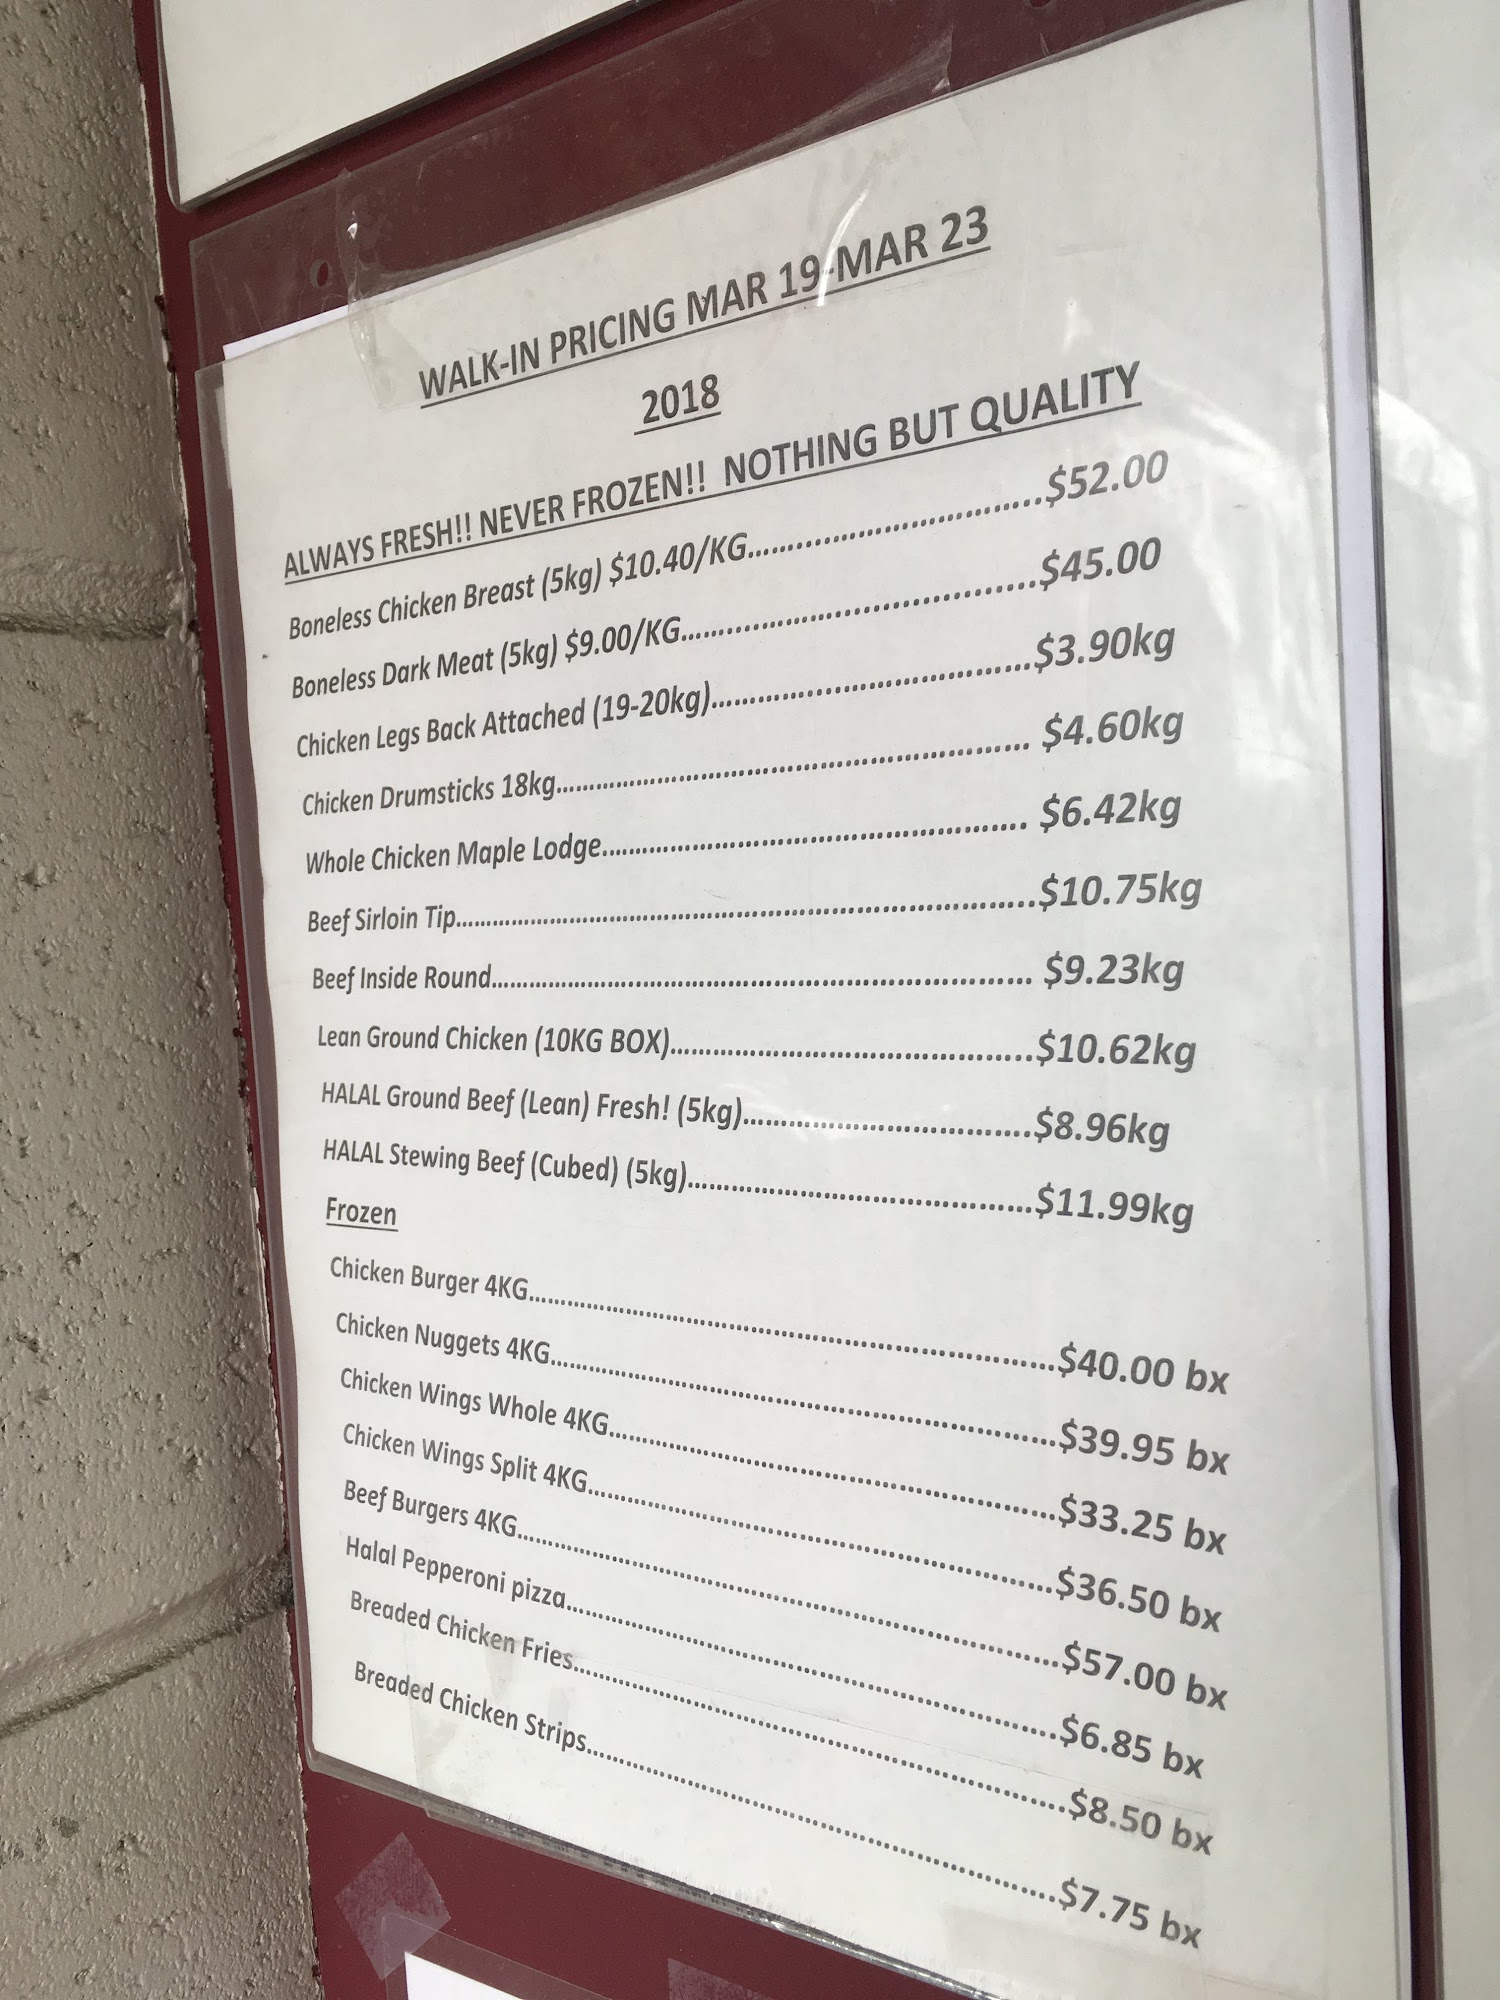 WALK-IN PRICING MAR 19-MAR 23
2018
ALWAYS FRESH!! NEVER FROZEN!! NOTHING BUT QUALITY
Boneless Chicken Breast (5kg) $10.40/KG..............................$52.00
Boneless Dark Meat (5kg) $9.00/KG..............................$45.00
Chicken Legs Back Attached (19-20kg)..............................$3.90kg
Chicken Drumsticks 18kg.............................. $4.60kg
Whole Chicken Maple Lodge.............................. $6.42kg
Beef Sirloin Tip..............................$10.75kg
Beef Inside Round.............................. $9.23kg
Lean Ground Chicken (10KG BOX)..............................$10.62kg
HALAL Ground Beef (Lean) Fresh! (5kg)..............................$8.96kg
HALAL Stewing Beef (Cubed) (5kg)..............................$11.99kg
Frozen
Chicken Burger 4KG..............................$40.00 bx
Chicken Nuggets 4KG..............................$39.95 bx
Chicken Wings Whole 4KG..............................$33.25 bx
Chicken Wings Split 4KG..............................$36.50 bx
Beef Burgers 4KG..............................$57.00 bx
Halal Pepperoni pizza..............................$6.85 bx
Breaded Chicken Fries..............................$8.50 bx
Breaded Chicken Strips..............................$7.75 bx